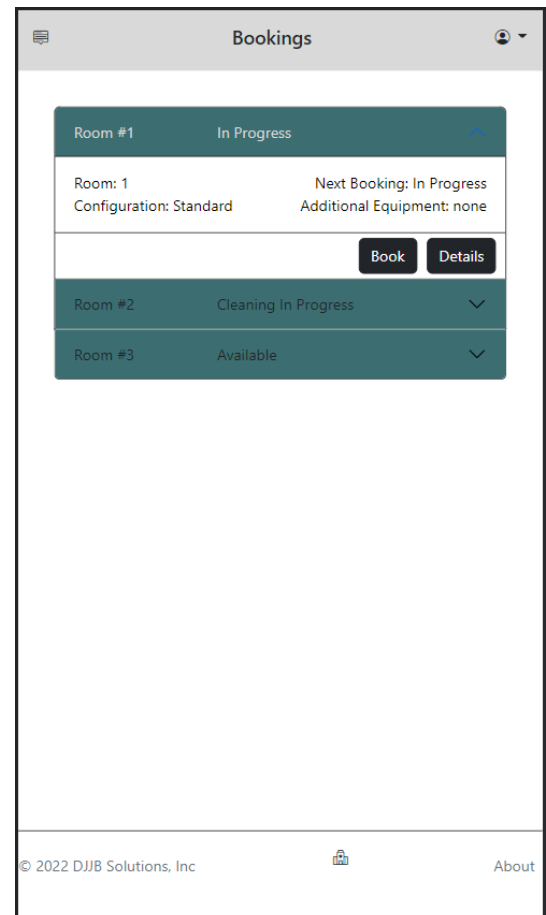 Bookings
Room #1 In Progress
Room: 1 Next Booking: In Progress
Configuration: Standard Additional Equipment: none
Book Details
Room #2 Cleaning In Progress
Room #3 Available
© 2022 DJJB Solutions, Inc About